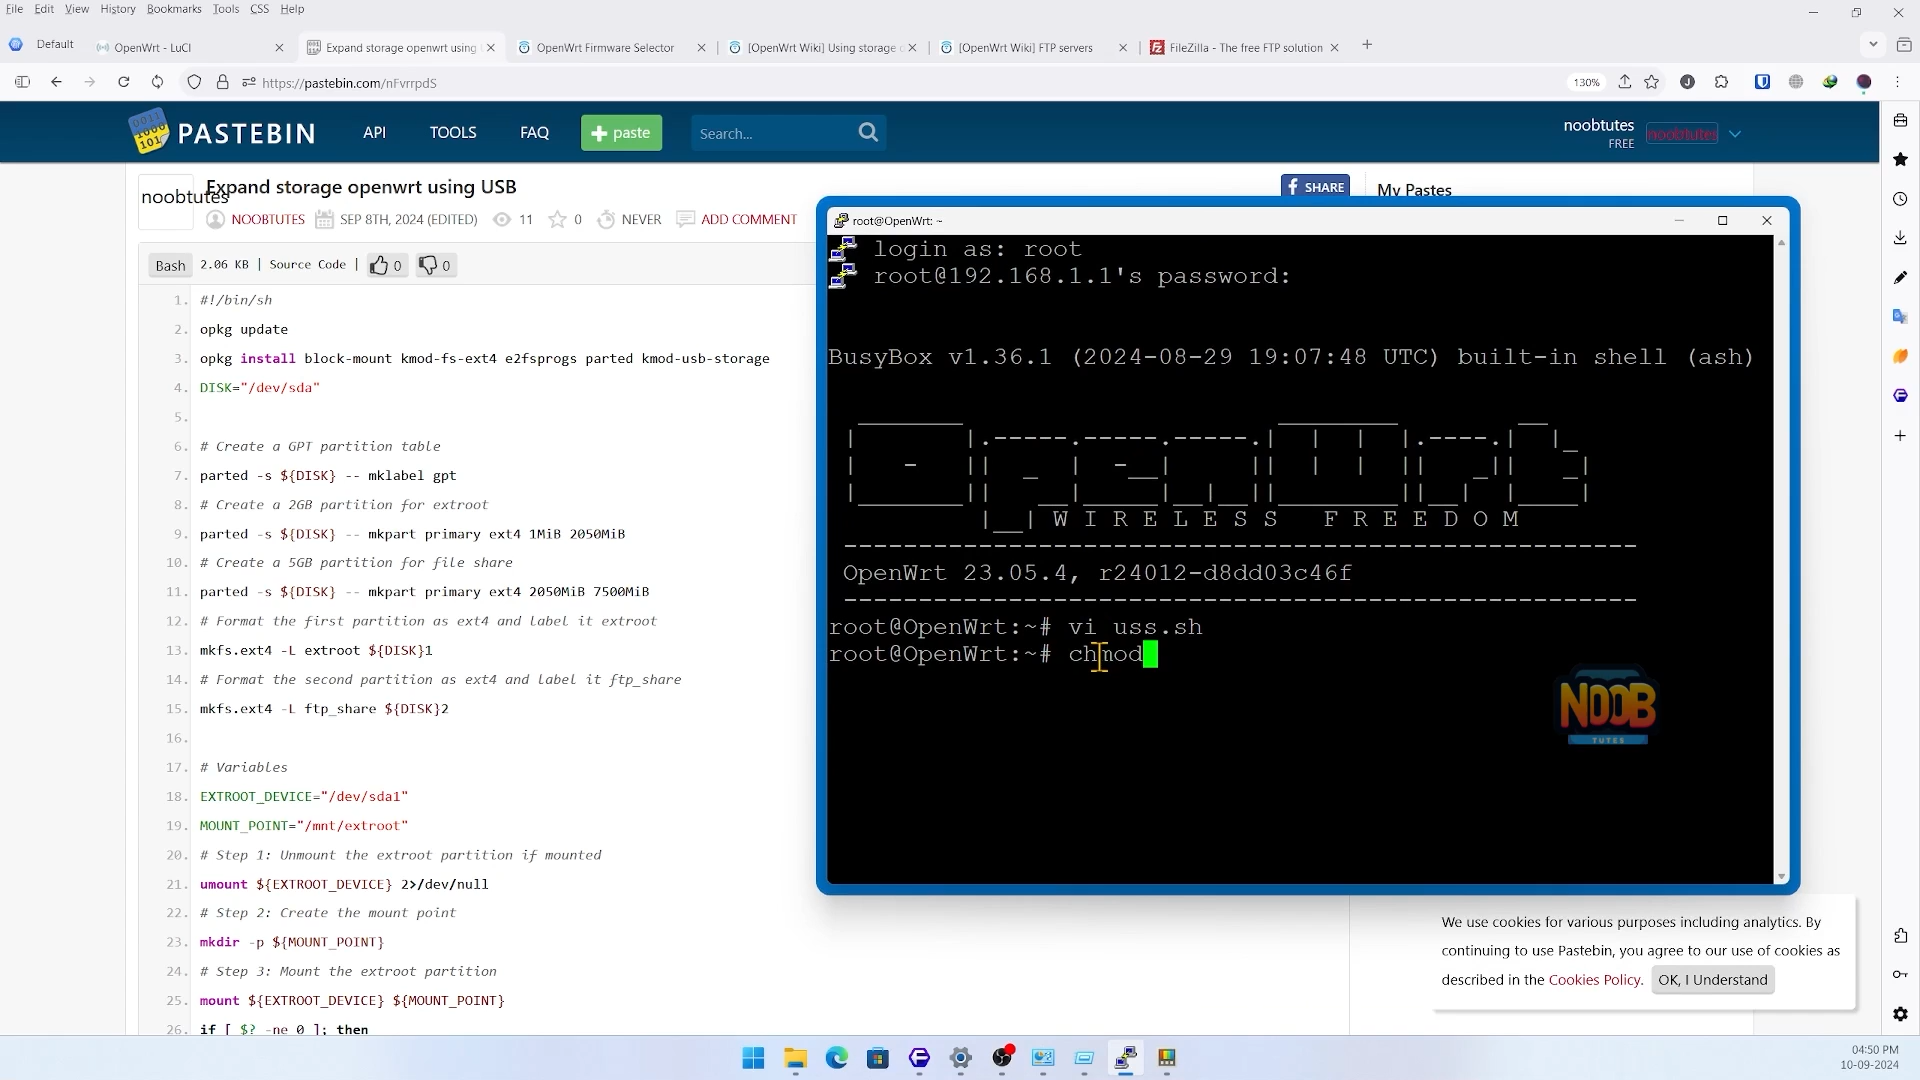 File Edit View History Bookmarks Tools CSS Help
Default OpenWrt - LuCI Expand storage openwrt using OpenWrt Firmware Selector [OpenWrt Wiki] Using storage [OpenWrt Wiki] FTP servers FileZilla - The free FTP solution
https://pastebin.com/nFvrrpdS 130%
PASTEBIN API TOOLS FAQ + paste Search... noobtutes FREE noobtutes
noobtutes
Expand storage openwrt using USB
NOOBTUTES SEP 8TH, 2024 (EDITED) 11 0 NEVER ADD COMMENT
SHARE
My Pastes
Bash 2.06 KB | Source Code | 0 0
1. #!/bin/sh
2. opkg update
3. opkg install block-mount kmod-fs-ext4 e2fsprogs parted kmod-usb-storage
4. DISK="/dev/sda"
5.
6. # Create a GPT partition table
7. parted -s ${DISK} -- mklabel gpt
8. # Create a 2GB partition for extroot
9. parted -s ${DISK} -- mkpart primary ext4 1MiB 2050MiB
10. # Create a 5GB partition for file share
11. parted -s ${DISK} -- mkpart primary ext4 2050MiB 7500MiB
12. # Format the first partition as ext4 and label it extroot
13. mkfs.ext4 -L extroot ${DISK}1
14. # Format the second partition as ext4 and label it ftp_share
15. mkfs.ext4 -L ftp_share ${DISK}2
16.
17. # Variables
18. EXTROOT_DEVICE="/dev/sda1"
19. MOUNT_POINT="/mnt/extroot"
20. # Step 1: Unmount the extroot partition if mounted
21. umount ${EXTROOT_DEVICE} 2>/dev/null
22. # Step 2: Create the mount point
23. mkdir -p ${MOUNT_POINT}
24. # Step 3: Mount the extroot partition
25. mount ${EXTROOT_DEVICE} ${MOUNT_POINT}
26. if [ $? -ne 0 ]; then
root@OpenWrt: ~
login as: root
root@192.168.1.1's password:
BusyBox v1.36.1 (2024-08-29 19:07:48 UTC) built-in shell (ash)
OpenWrt
W I R E L E S S F R E E D O M
OpenWrt 23.05.4, r24012-d8dd03c46f
root@OpenWrt:~# vi uss.sh
root@OpenWrt:~# chmod
NOOB
TUTES
We use cookies for various purposes including analytics. By
continuing to use Pastebin, you agree to our use of cookies as
described in the Cookies Policy. OK, I Understand
04:50 PM
10-09-2024